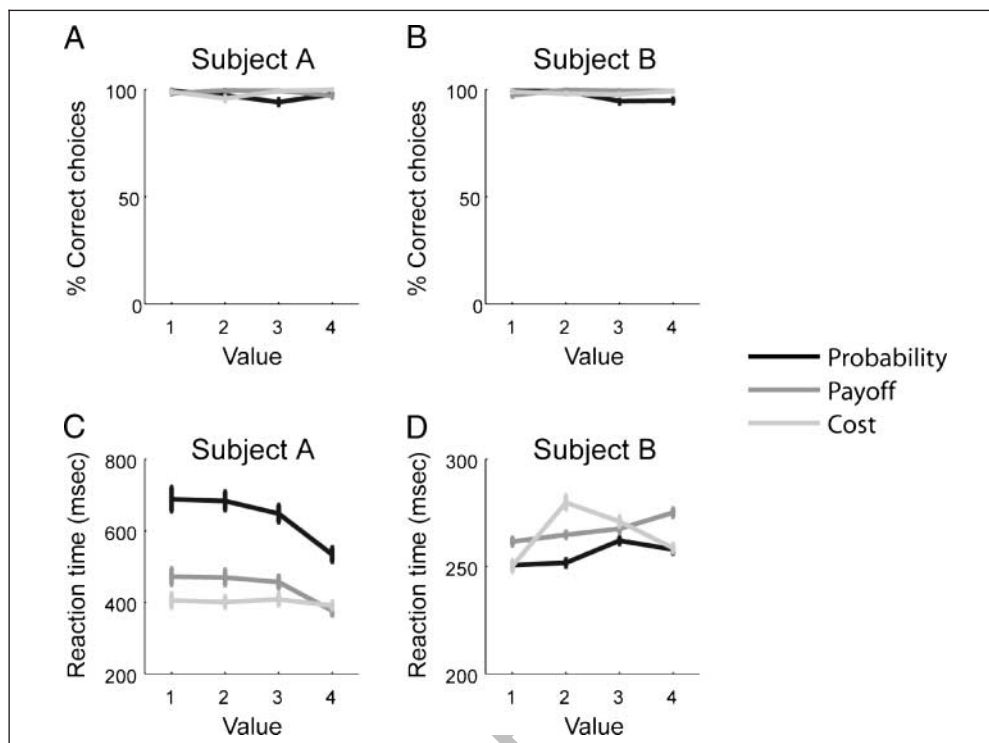 A
Subject A
% Correct choices
100
50
0
1 2 3 4
Value
B
Subject B
% Correct choices
100
50
0
1 2 3 4
Value
Probability
Payoff
Cost
C
Subject A
Reaction time (msec)
800
600
400
200
1 2 3 4
Value
D
Subject B
Reaction time (msec)
300
250
200
1 2 3 4
Value